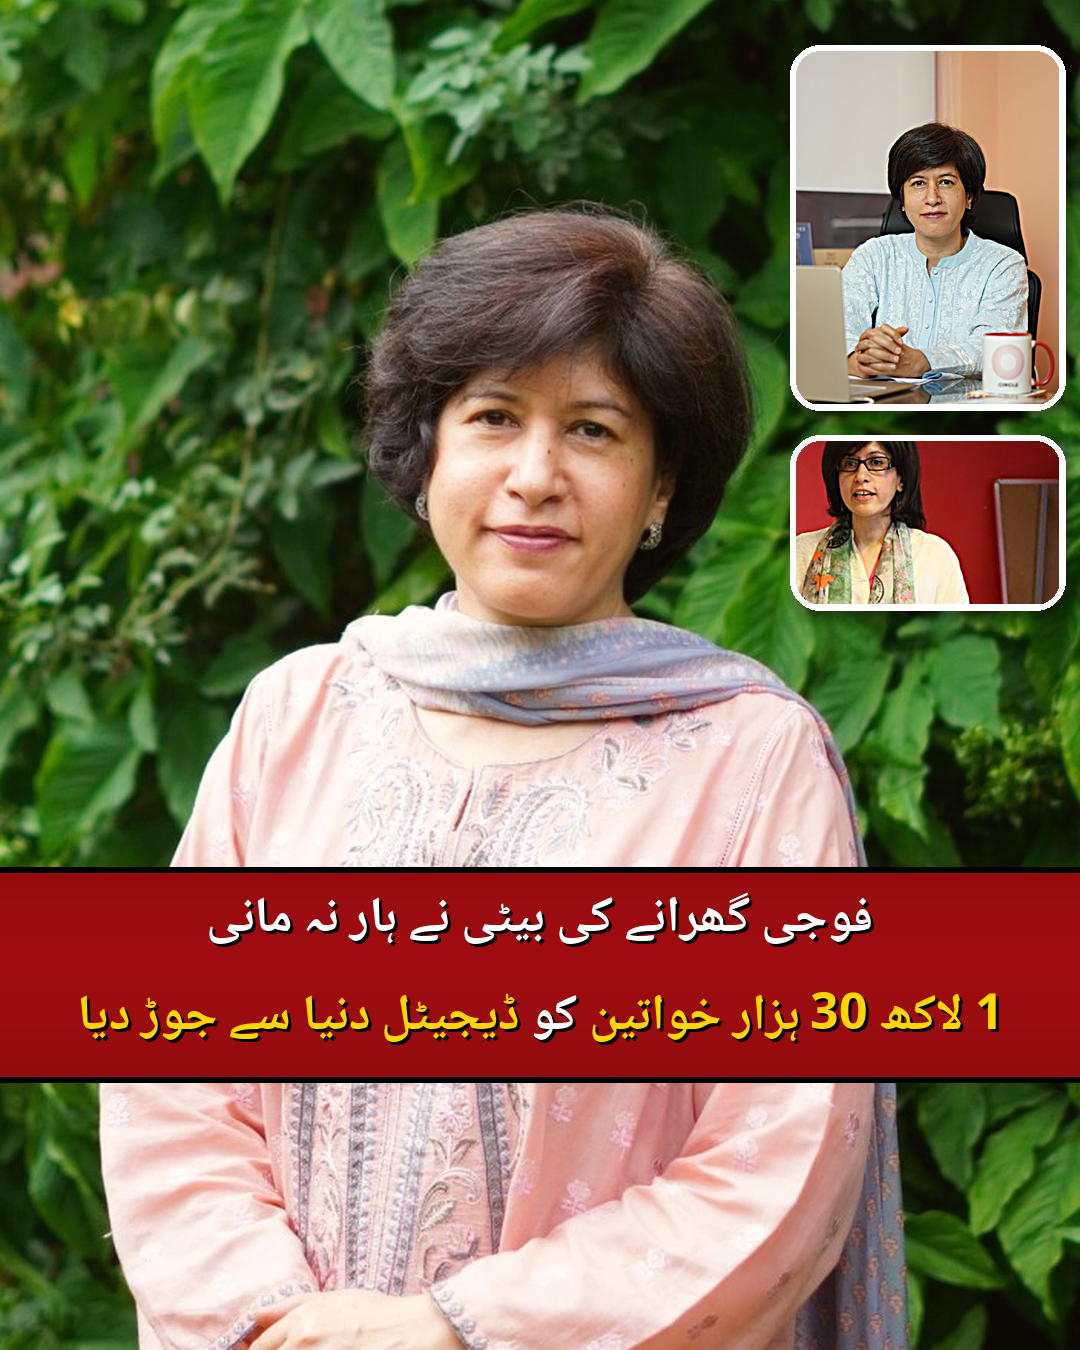 CIRCLE
فوجی گھرانے کی بیٹی نے ہار نہ مانی
1 لاکھ 30 ہزار خواتین کو ڈیجیٹل دنیا سے جوڑ دیا